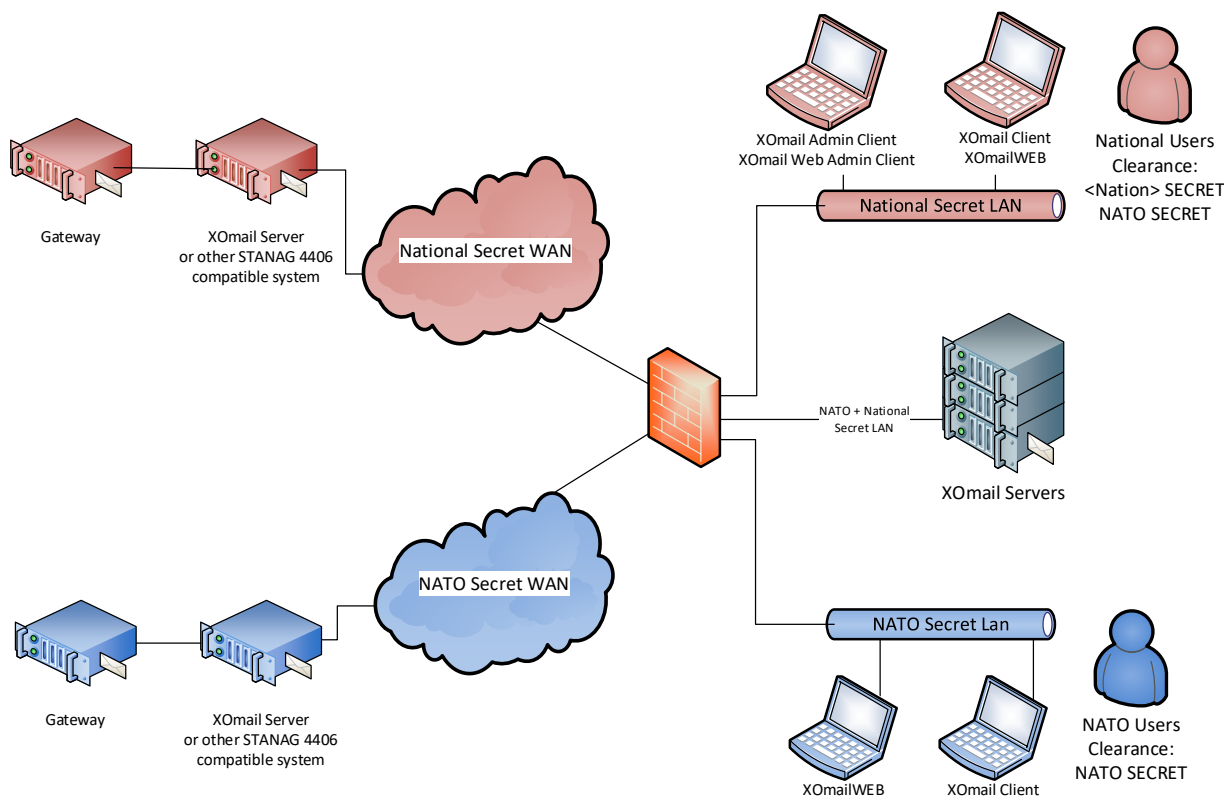 XOmail Admin Client
XOmail Web Admin Client
XOmail Client
XOmailWEB
National Users
Clearance:
<Nation> SECRET
NATO SECRET
National Secret LAN
Gateway
XOmail Server
or other STANAG 4406
compatible system
National Secret WAN
NATO + National
Secret LAN
XOmail Servers
NATO Secret WAN
NATO Secret Lan
Gateway
XOmail Server
or other STANAG 4406
compatible system
XOmailWEB
XOmail Client
NATO Users
Clearance:
NATO SECRET